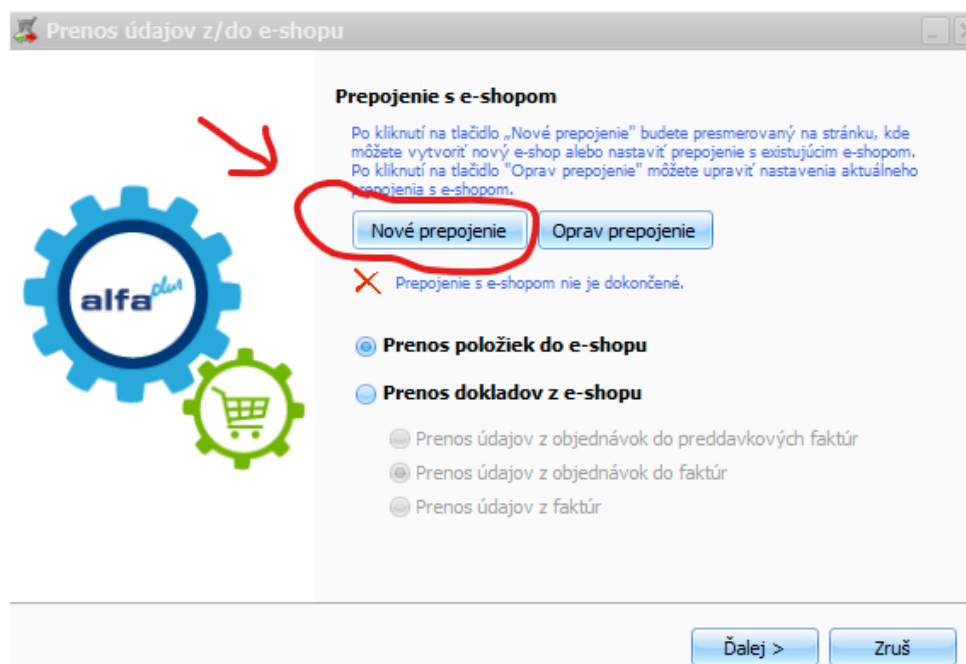 Prenos údajov z/do e-shopu
Prepojenie s e-shopom
Po kliknutí na tlačidlo „Nové prepojenie" budete presmerovaný na stránku, kde
môžete vytvoriť nový e-shop alebo nastaviť prepojenie s existujúcim e-shopom.
Po kliknutí na tlačidlo "Oprav prepojenie" môžete upraviť nastavenia aktuálneho
prepojenia s e-shopom.
Nové prepojenie
Oprav prepojenie
Prepojenie s e-shopom nie je dokončené.
alfa plus
Prenos položiek do e-shopu
Prenos dokladov z e-shopu
Prenos údajov z objednávok do preddavkových faktúr
Prenos údajov z objednávok do faktúr
Prenos údajov z faktúr
Ďalej >
Zruš